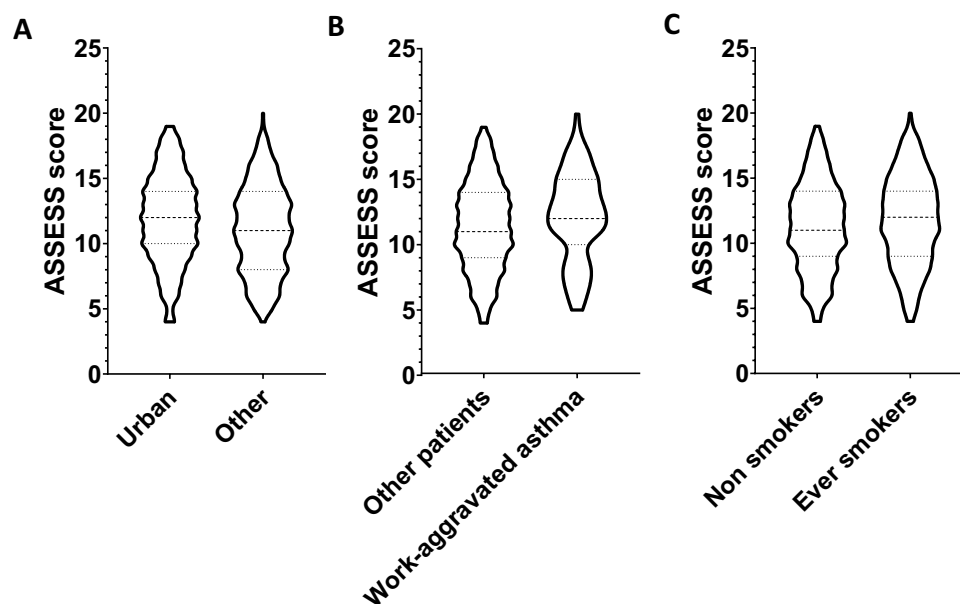 A
ASSESS score
25
20
15
10
5
0
Urban
Other
B
ASSESS score
25
20
15
10
5
0
Other patients
Work-aggravated asthma
C
ASSESS score
25
20
15
10
5
0
Non smokers
Ever smokers